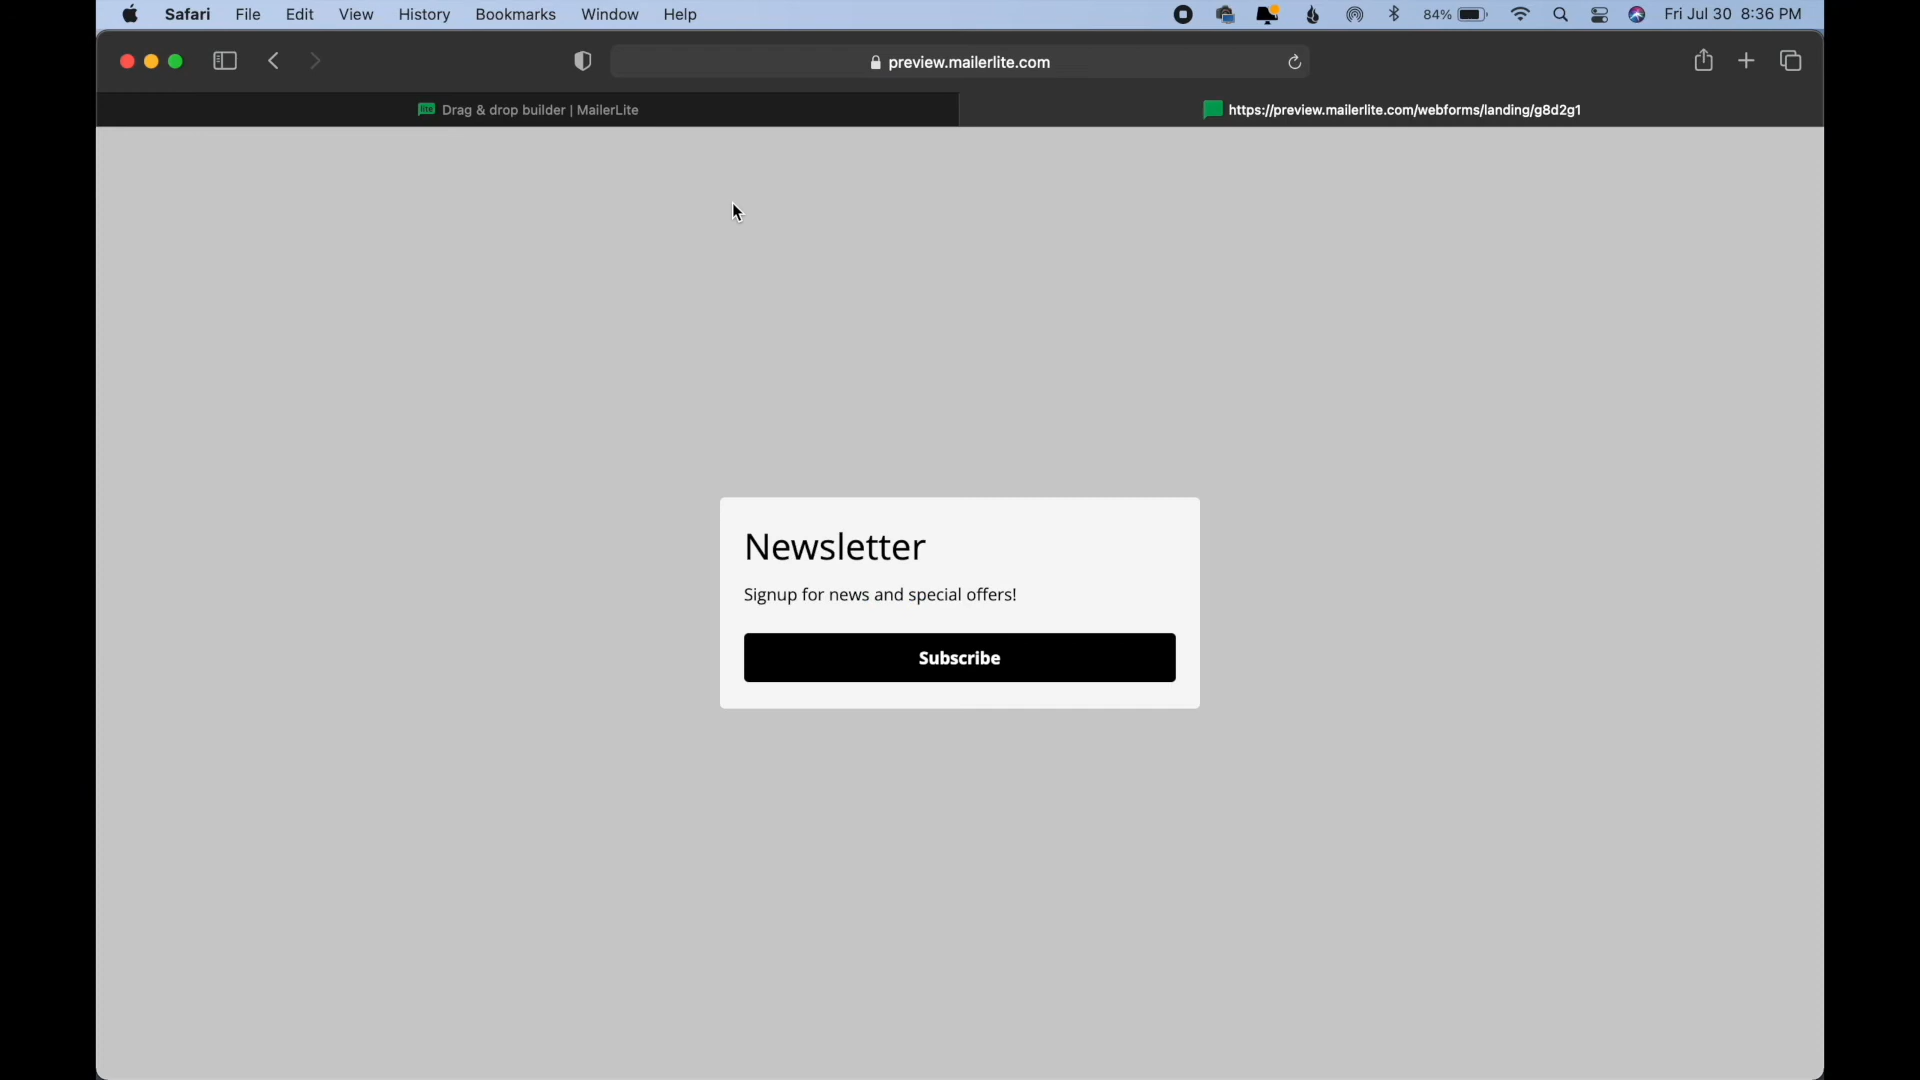 Safari File Edit View History Bookmarks Window Help 84% Fri Jul 30 8:36 PM
preview.mailerlite.com
lite Drag & drop builder | MailerLite https://preview.mailerlite.com/webforms/landing/g8d2g1
Newsletter
Signup for news and special offers!
Subscribe